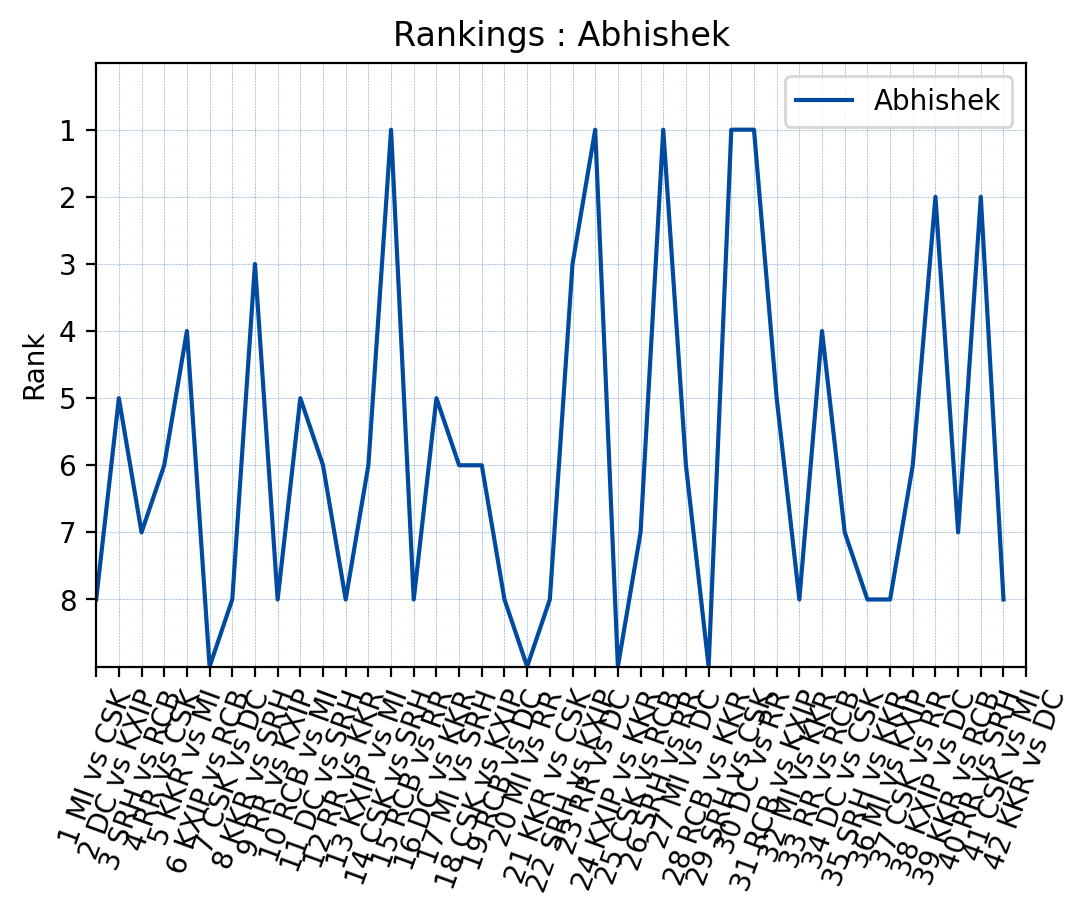 Rankings : Abhishek
Abhishek
Rank
1
2
3
4
5
6
7
8
1 MI vs CSK
2 DC vs KXIP
3 SRH vs RCB
4 RR vs CSK
5 KKR vs MI
6 KXIP vs RCB
7 CSK vs DC
8 KKR vs SRH
9 RR vs KXIP
10 RCB vs MI
11 DC vs SRH
12 RR vs KKR
13 KXIP vs MI
14 CSK vs SRH
15 RCB vs RR
16 DC vs KKR
17 MI vs SRH
18 CSK vs KXIP
19 RCB vs DC
20 MI vs RR
21 KKR vs CSK
22 SRH vs KXIP
23 RR vs DC
24 KXIP vs KKR
25 CSK vs RCB
26 SRH vs RR
27 MI vs DC
28 RCB vs KKR
29 SRH vs CSK
30 DC vs RR
31 RCB vs KXIP
32 MI vs KKR
33 RR vs RCB
34 DC vs CSK
35 SRH vs KKR
36 MI vs KXIP
37 CSK vs RR
38 KXIP vs DC
39 KKR vs RCB
40 RR vs SRH
41 CSK vs MI
42 KKR vs DC